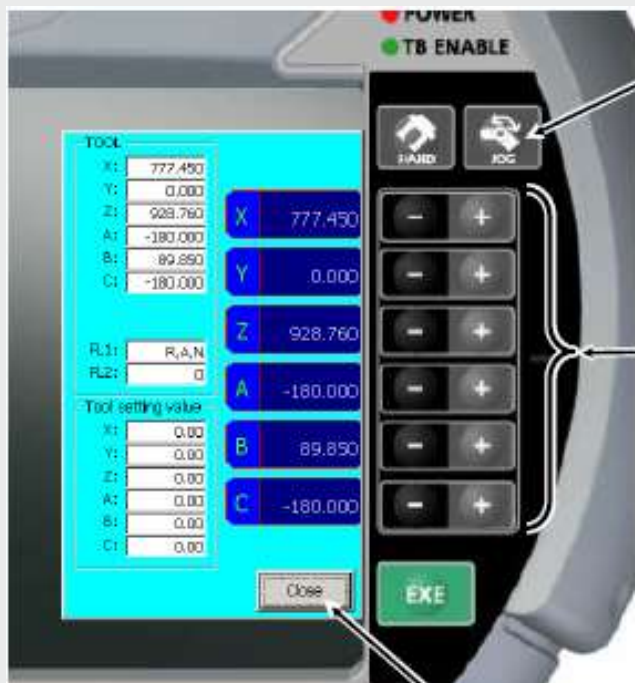 POWER
TB ENABLE
HAND
JOG
TOOL
X: 777.450
Y: 0.000
Z: 928.760
A: -180.000
B: 89.850
C: -180.000
FL1: R,A,N
FL2: 0
Tool setting value
X: 0.00
Y: 0.00
Z: 0.00
A: 0.00
B: 0.00
C: 0.00
X 777.450
Y 0.000
Z 928.760
A -180.000
B 89.850
C -180.000
- +
- +
- +
- +
- +
- +
Close
EXE